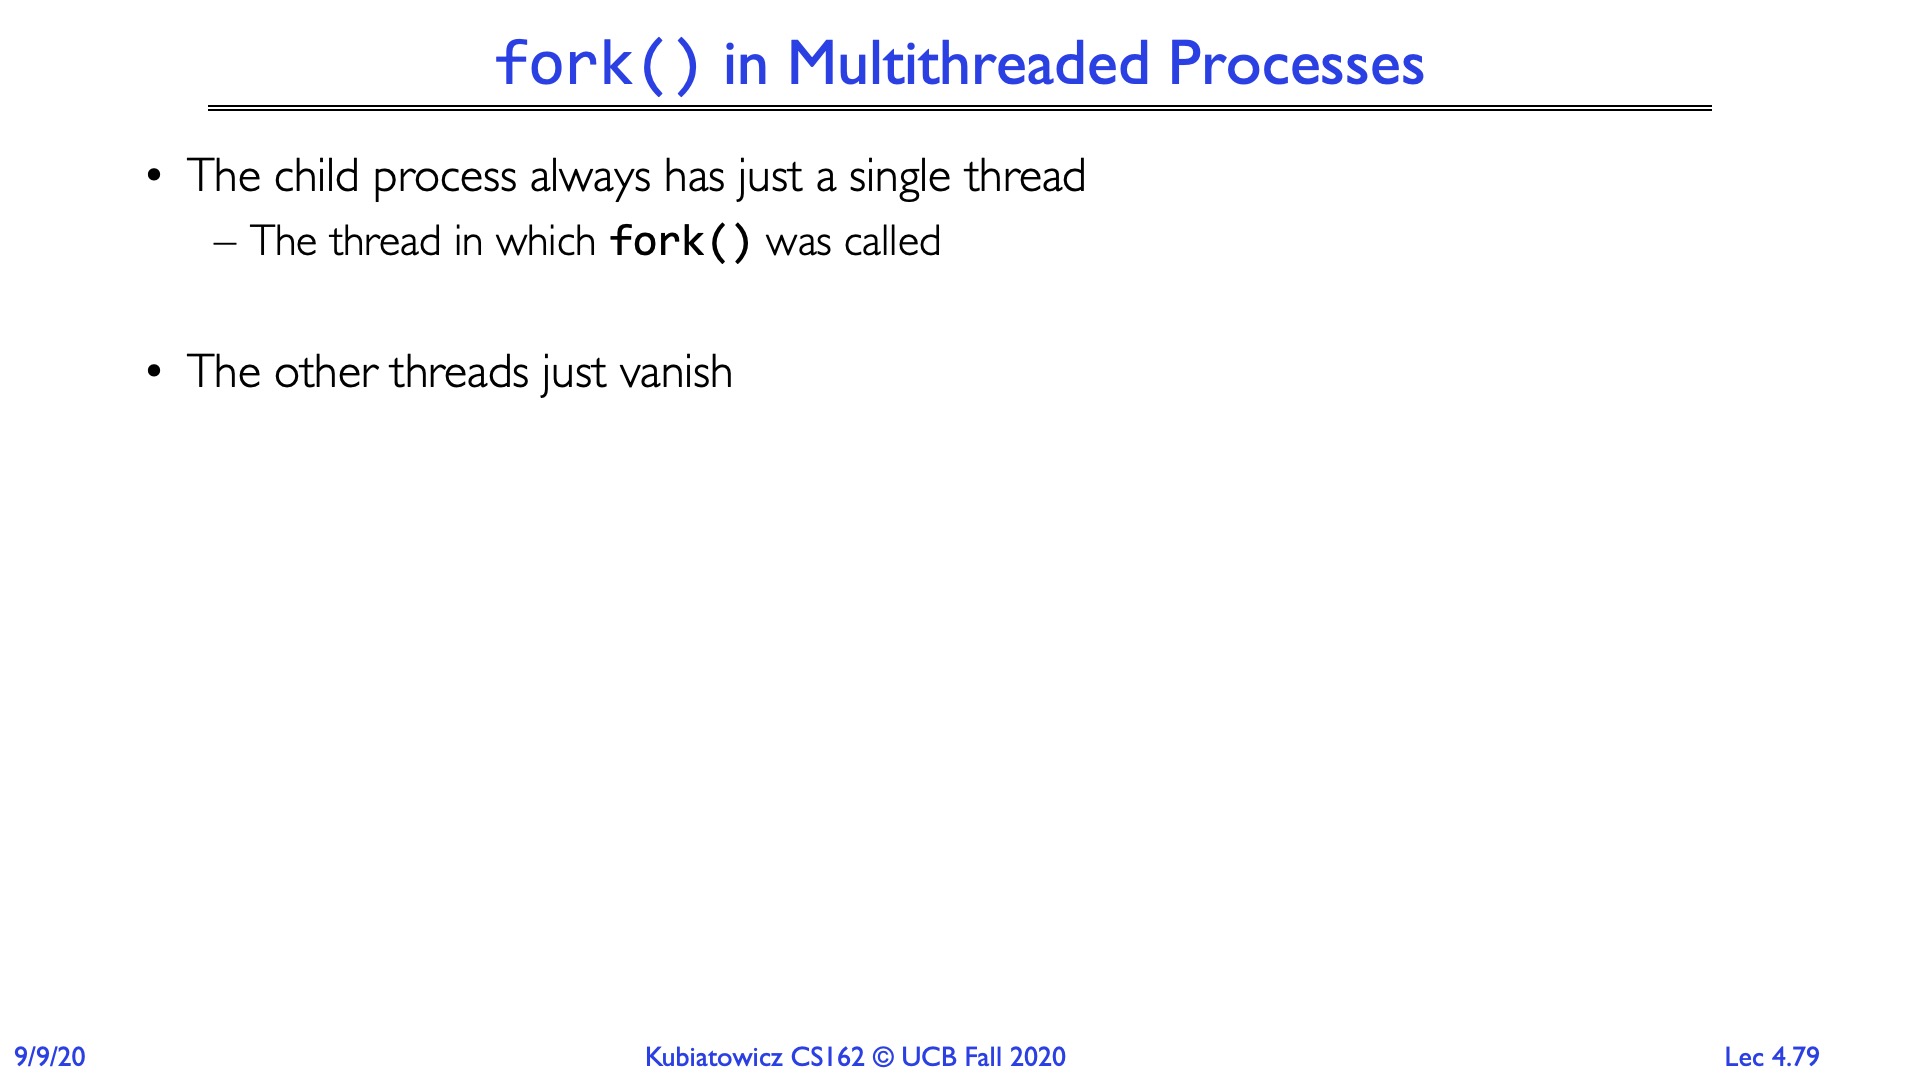 fork() in Multithreaded Processes
• The child process always has just a single thread
– The thread in which fork() was called
• The other threads just vanish
9/9/20
Kubiatowicz CS162 © UCB Fall 2020
Lec 4.79